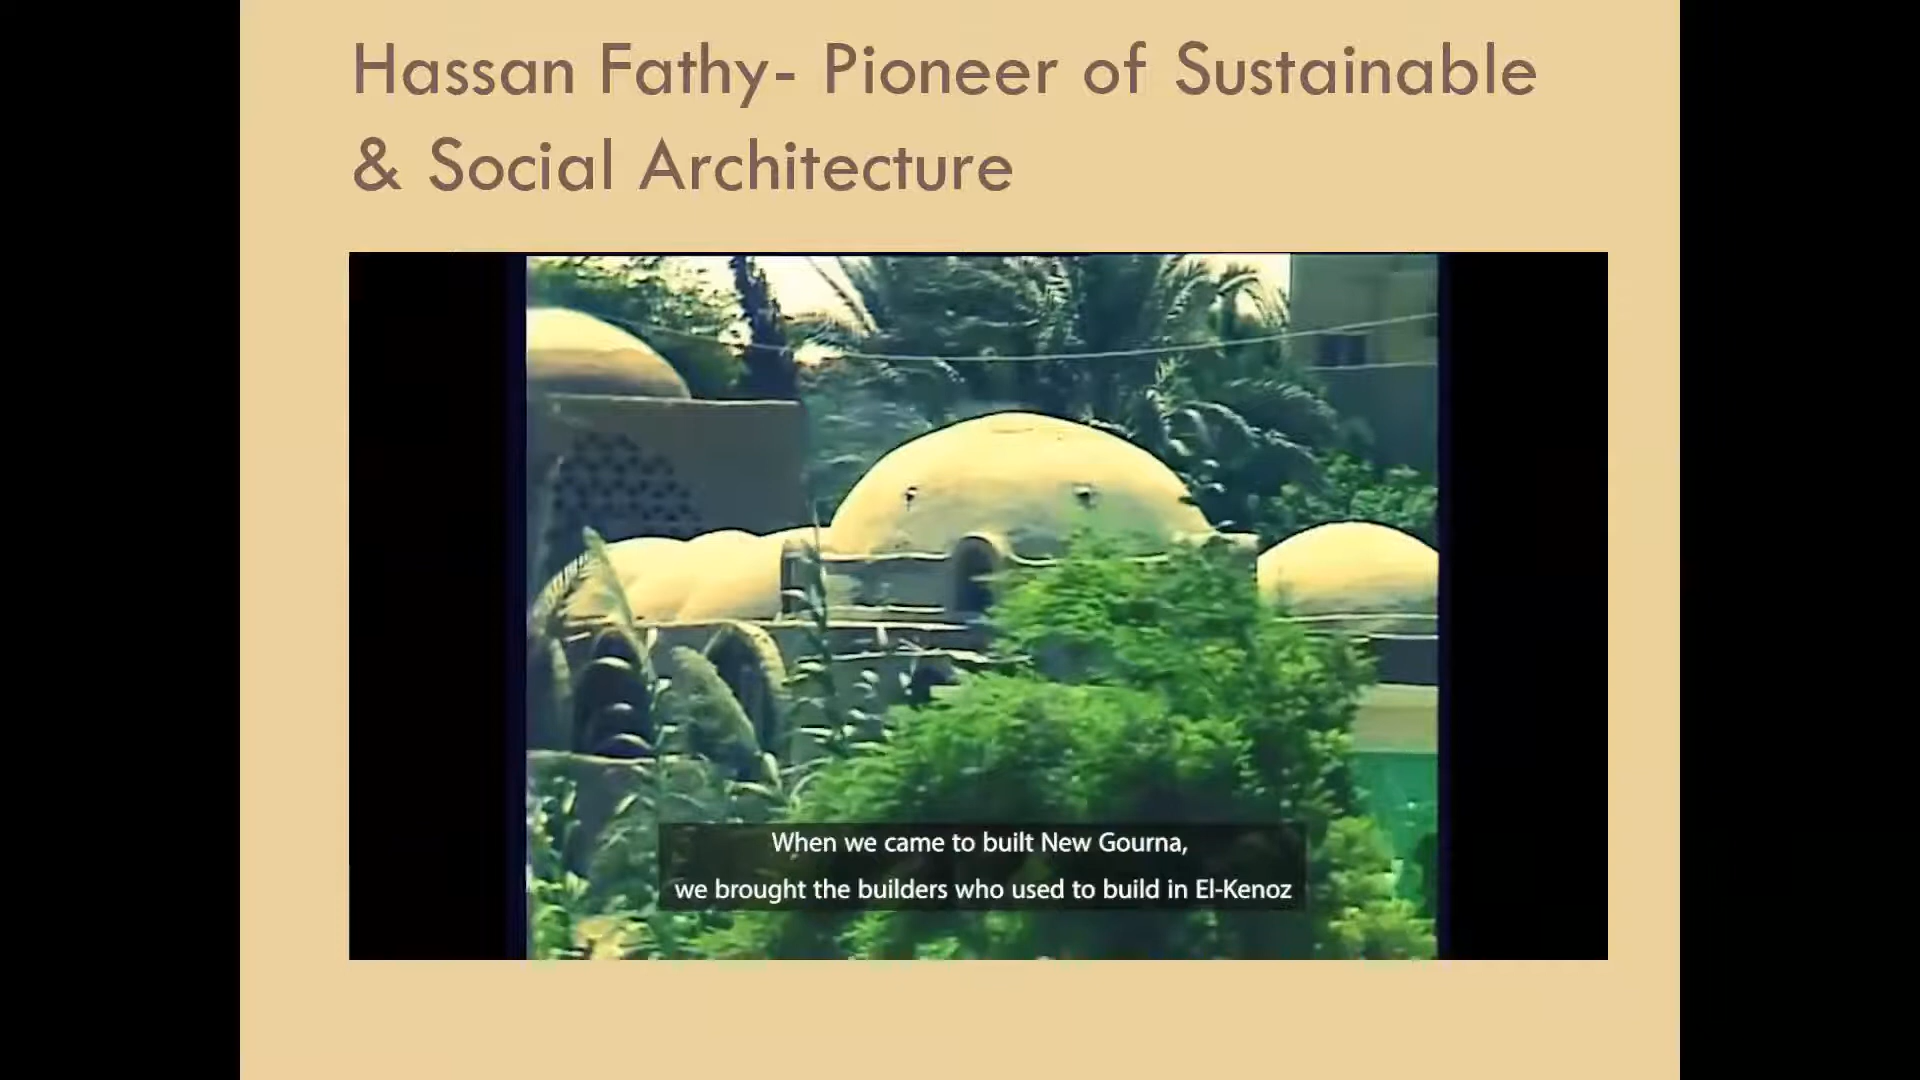 Hassan Fathy- Pioneer of Sustainable
& Social Architecture
When we came to built New Gourna,
we brought the builders who used to build in El-Kenoz